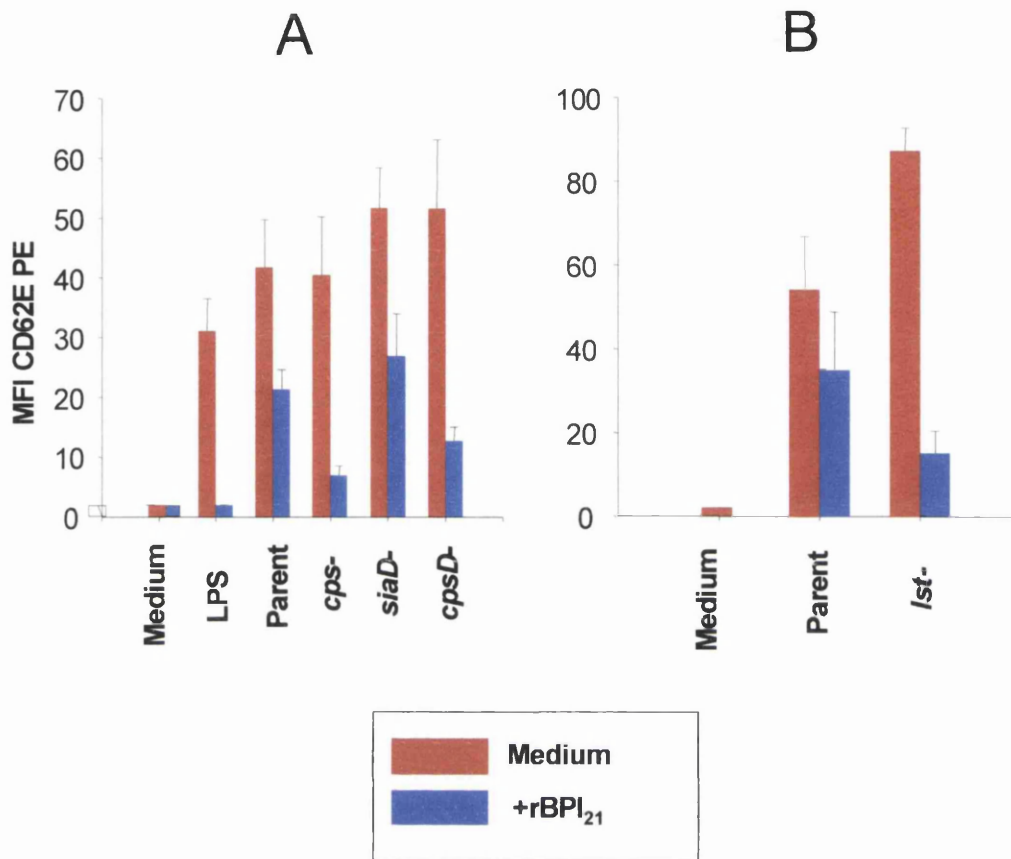 A
B
MFI CD62E PE
70
60
50
40
30
20
10
0
Medium
LPS
Parent
cps-
siaD-
cpsD-
100
80
60
40
20
0
Medium
Parent
lst-
Medium
+rBPI₂₁